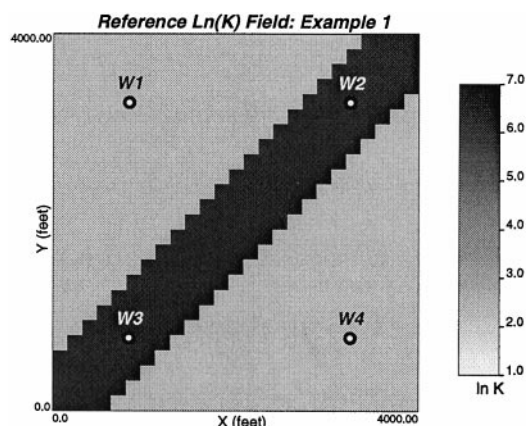 Reference Ln(K) Field: Example 1
4000.00
W1
W2
7.0
6.0
5.0
4.0
3.0
2.0
1.0
ln K
Y (feet)
W3
W4
0.0
0.0
X (feet)
4000.00